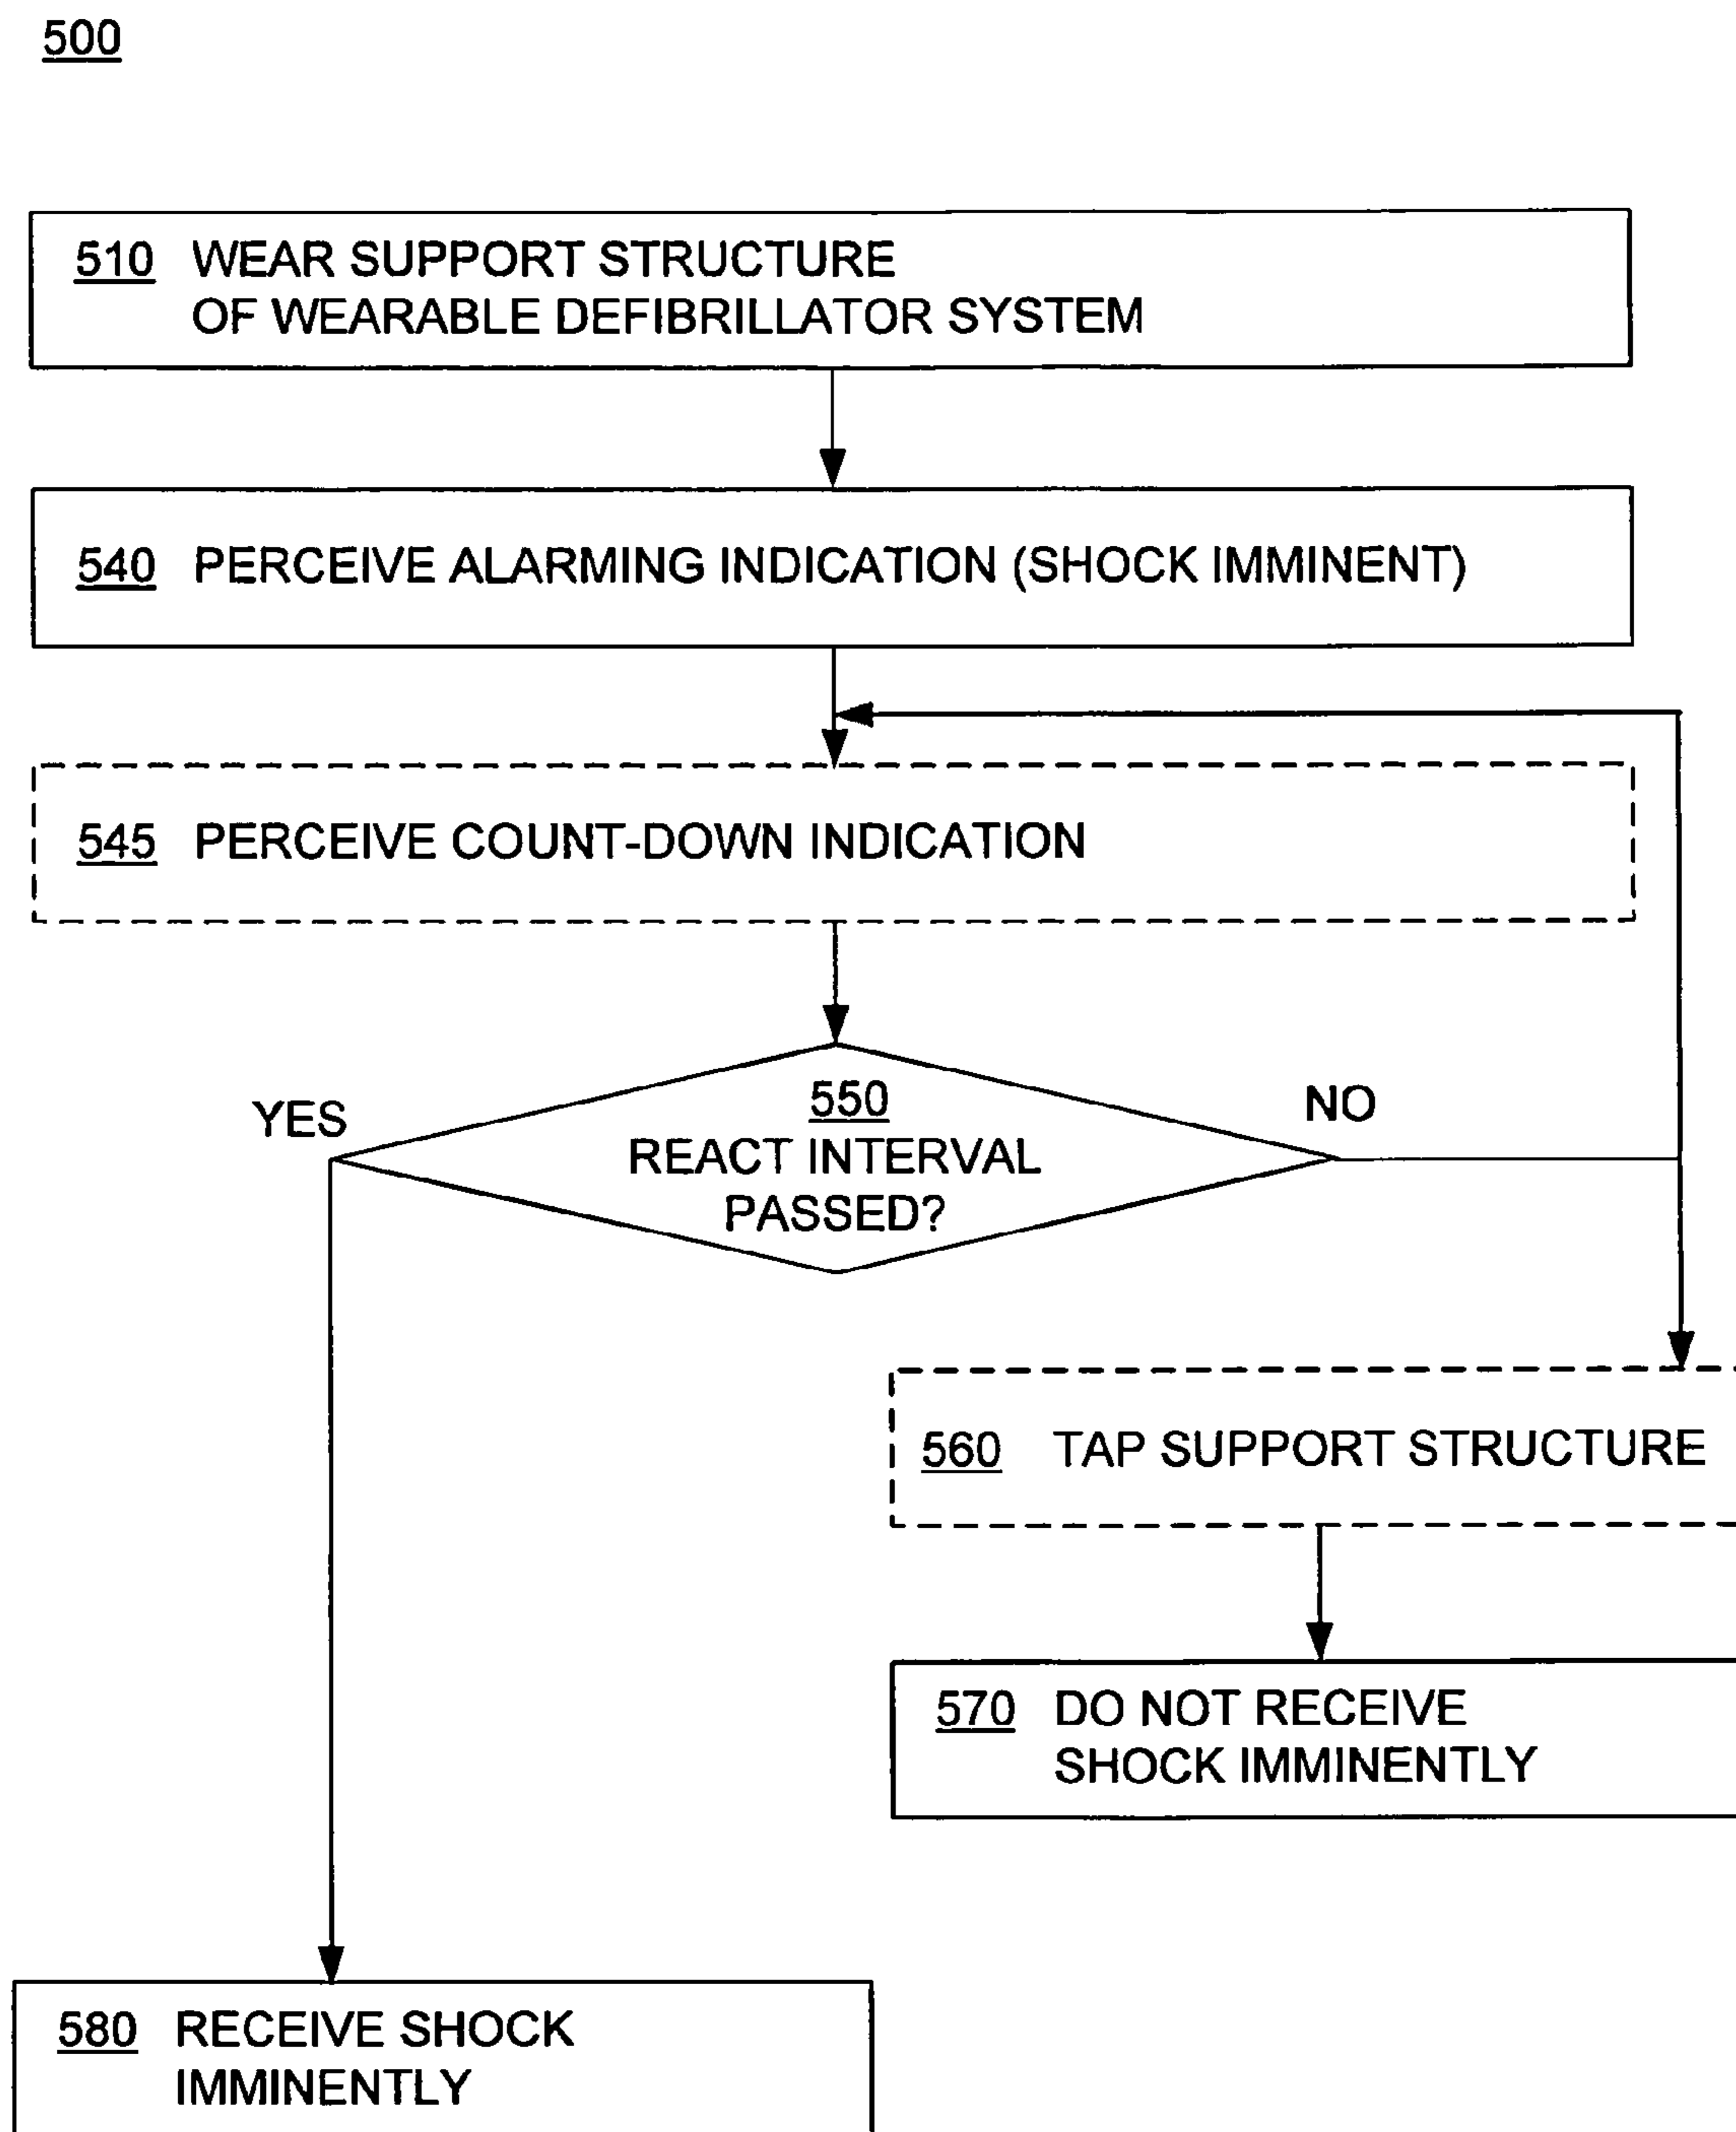 500
510 WEAR SUPPORT STRUCTURE
OF WEARABLE DEFIBRILLATOR SYSTEM
540 PERCEIVE ALARMING INDICATION (SHOCK IMMINENT)
545 PERCEIVE COUNT-DOWN INDICATION
YES
550
NO
REACT INTERVAL
PASSED?
560 TAP SUPPORT STRUCTURE
570 DO NOT RECEIVE
SHOCK IMMINENTLY
580 RECEIVE SHOCK
IMMINENTLY